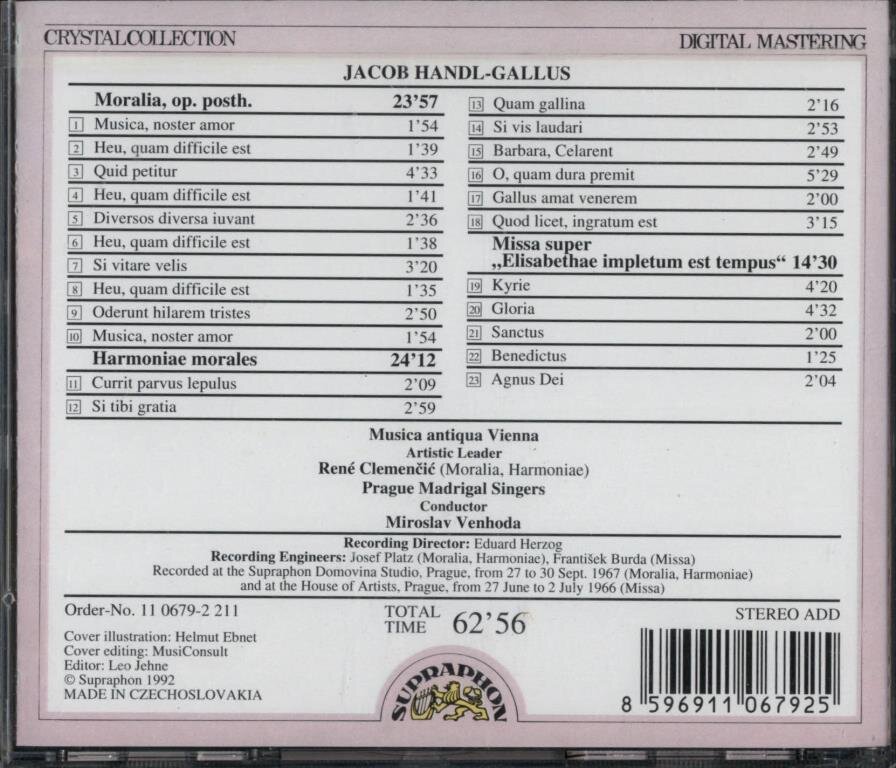 CRYSTALCOLLECTION
DIGITAL MASTERING
JACOB HANDL-GALLUS
Moralia, op. posth. 23’57
1 Musica, noster amor 1’54
2 Heu, quam difficile est 1’39
3 Quid petitur 4’33
4 Heu, quam difficile est 1’41
5 Diversos diversa iuvant 2’36
6 Heu, quam difficile est 1’38
7 Si vitare velis 3’20
8 Heu, quam difficile est 1’35
9 Oderunt hilarem tristes 2’50
10 Musica, noster amor 1’54
Harmoniae morales 24’12
11 Currit parvus lepulus 2’09
12 Si tibi gratia 2’59
13 Quam gallina 2’16
14 Si vis laudari 2’53
15 Barbara, Celarent 2’49
16 O, quam dura premit 5’29
17 Gallus amat venerem 2’00
18 Quod licet, ingratum est 3’15
Missa super
„Elisabethae impletum est tempus“ 14’30
19 Kyrie 4’20
20 Gloria 4’32
21 Sanctus 2’00
22 Benedictus 1’25
23 Agnus Dei 2’04
Musica antiqua Vienna
Artistic Leader
René Clemenčić (Moralia, Harmoniae)
Prague Madrigal Singers
Conductor
Miroslav Venhoda
Recording Director: Eduard Herzog
Recording Engineers: Josef Platz (Moralia, Harmoniae), František Burda (Missa)
Recorded at the Supraphon Domovina Studio, Prague, from 27 to 30 Sept. 1967 (Moralia, Harmoniae)
and at the House of Artists, Prague, from 27 June to 2 July 1966 (Missa)
Order-No. 11 0679-2 211
TOTAL
TIME 62’56
STEREO ADD
Cover illustration: Helmut Ebnet
Cover editing: MusiConsult
Editor: Leo Jehne
© Supraphon 1992
MADE IN CZECHOSLOVAKIA
SUPRAPHON
8 596911 067925